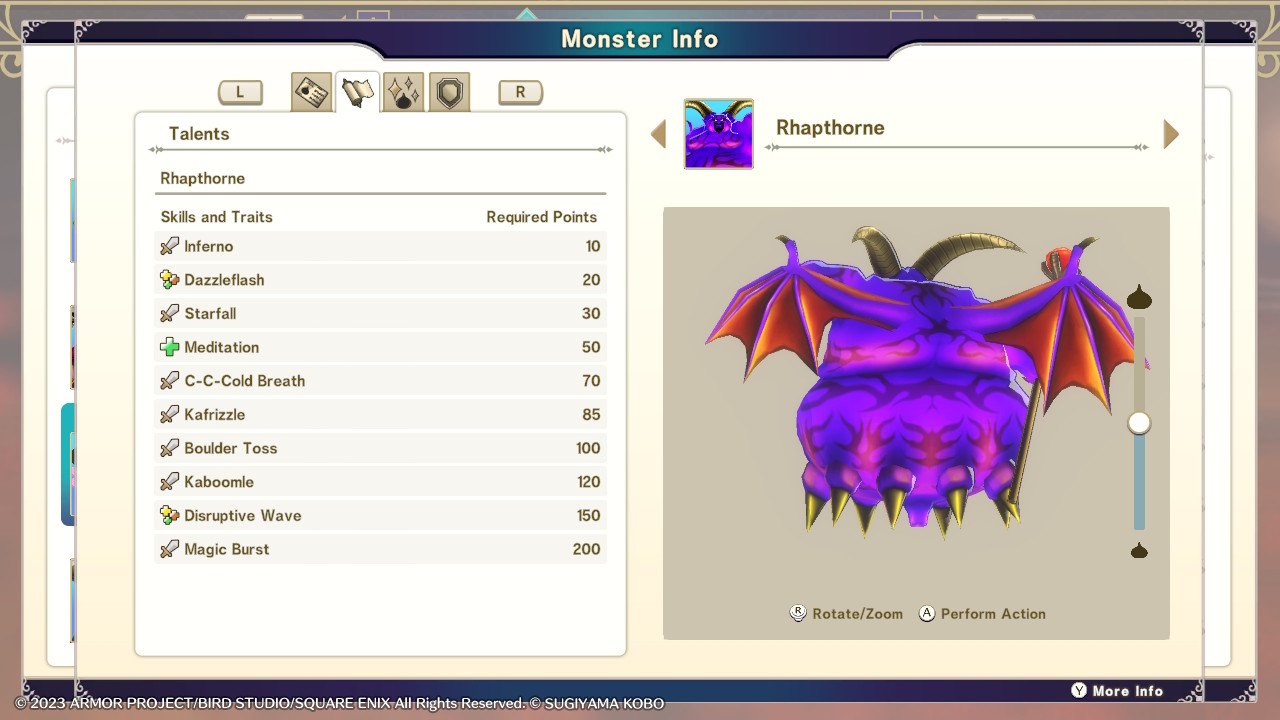 Monster Info
L
R
Talents
Rhapthorne
Skills and Traits Required Points
Inferno 10
Dazzleflash 20
Starfall 30
Meditation 50
C-C-Cold Breath 70
Kafrizzle 85
Boulder Toss 100
Kaboomle 120
Disruptive Wave 150
Magic Burst 200
Rhapthorne
R Rotate/Zoom A Perform Action
Y More Info
© 2023 ARMOR PROJECT/BIRD STUDIO/SQUARE ENIX All Rights Reserved. © SUGIYAMA KOBO